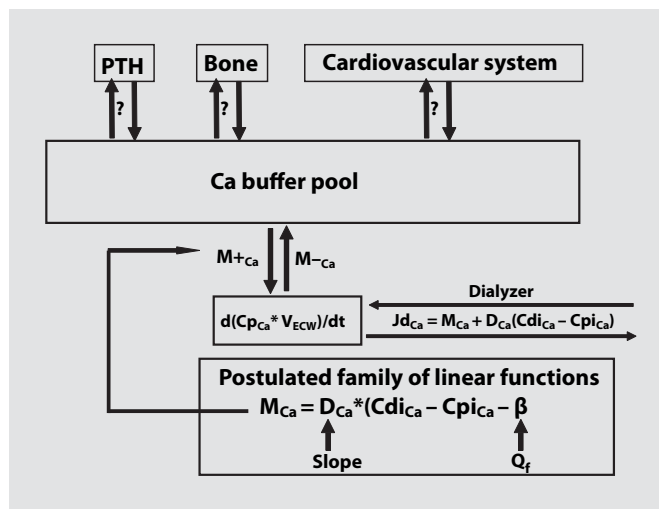 PTH Bone Cardiovascular system
? ? ?
Ca buffer pool
M+Ca M–Ca
Dialyzer
d(CpCa* VECW)/dt JdCa = MCa + DCa(CdiCa – CpiCa)
Postulated family of linear functions
MCa = DCa*(CdiCa – CpiCa – β
Slope Qf